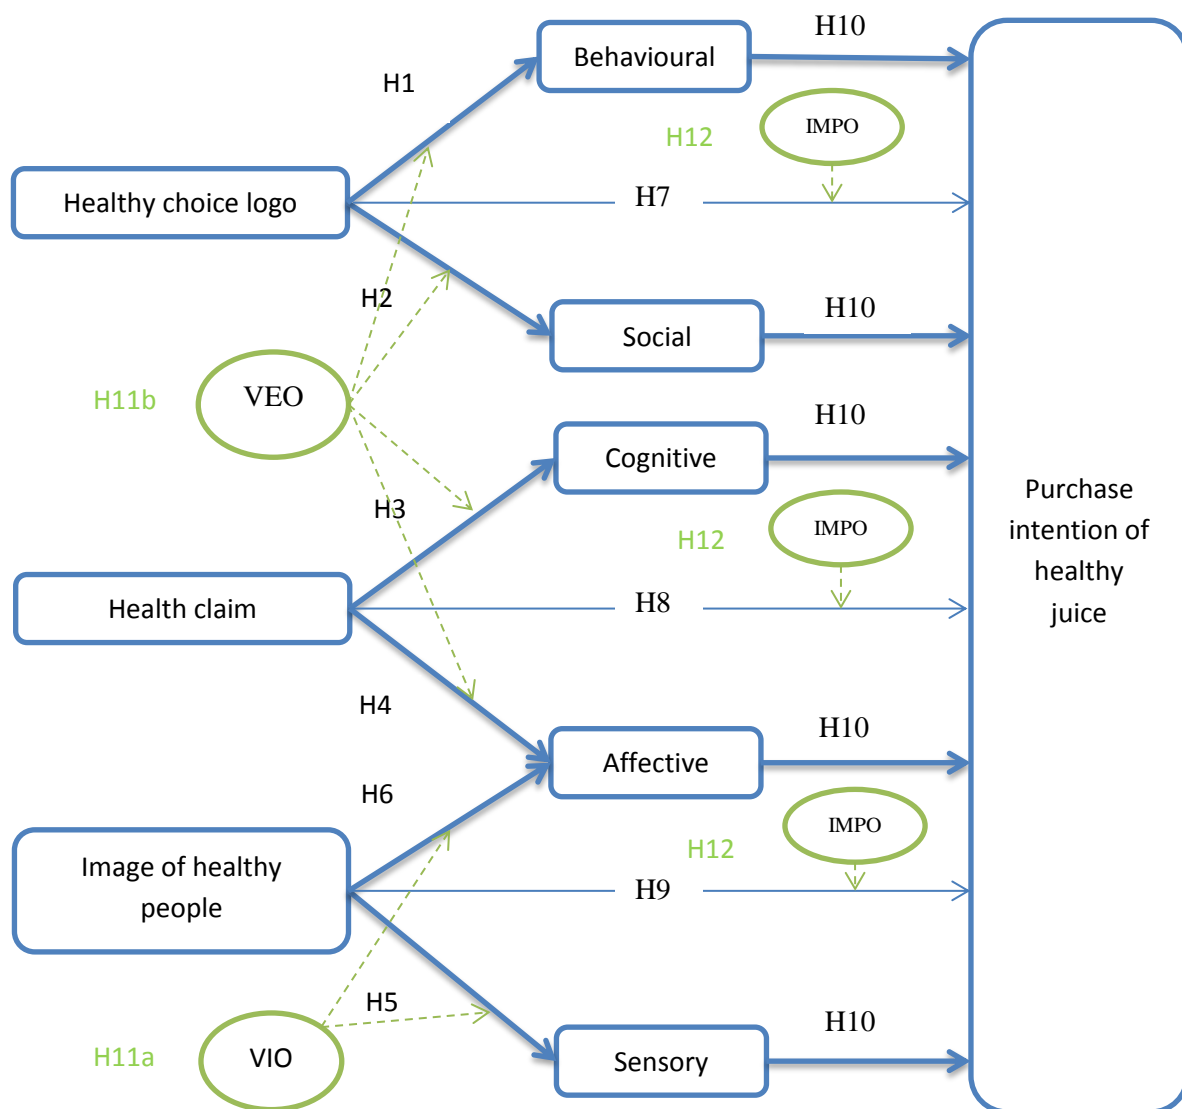 H10
Behavioural
H1
IMPO
H12
Healthy choice logo
H7
H2
H10
Social
VEO
H11b
H10
Cognitive
H3
IMPO
H12
Purchase
intention of
healthy
juice
Health claim
H8
H4
H10
Affective
H6
IMPO
H12
Image of healthy
people
H9
H5
H10
VIO
H11a
Sensory